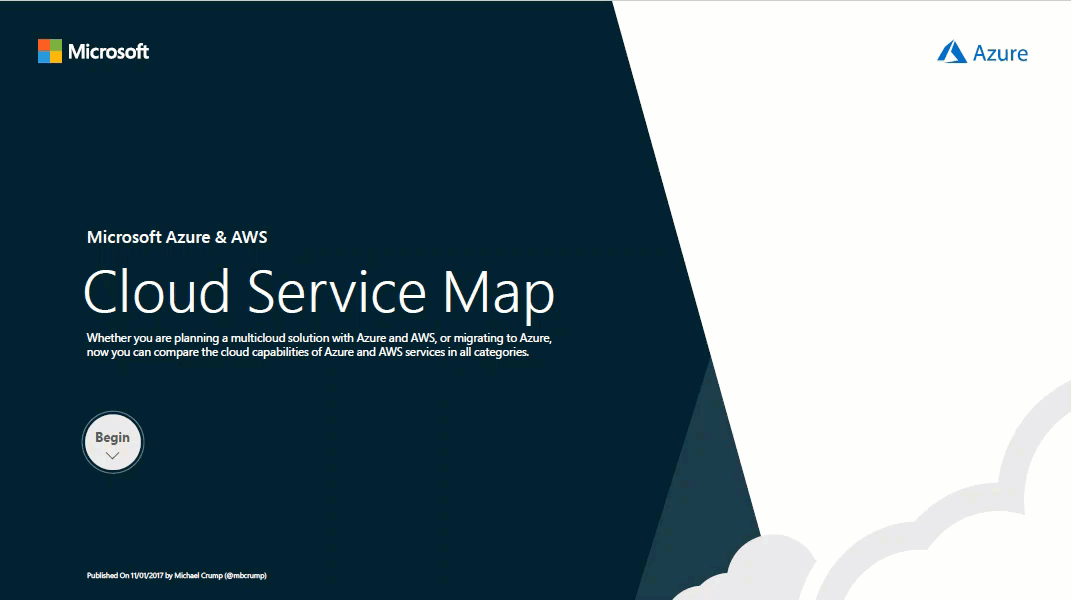 Microsoft
Azure
Microsoft Azure & AWS
Cloud Service Map
Whether you are planning a multicloud solution with Azure and AWS, or migrating to Azure,
now you can compare the cloud capabilities of Azure and AWS services in all categories.
Begin
Published On 11/01/2017 by Michael Crump (@mbcrump)